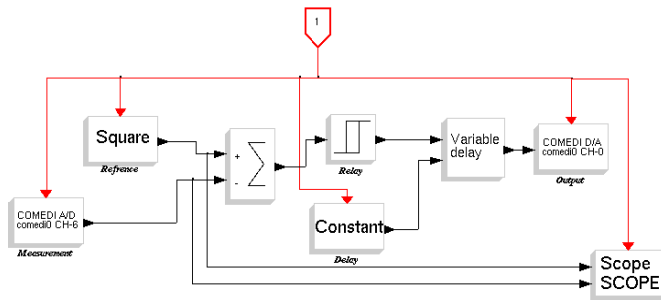 1
Square
Refrence
+
-
Relay
Variable
delay
COMEDI D/A
comedi0 CH-0
Output
COMEDI A/D
comedi0 CH-6
Measurement
Constant
Delay
Scope
SCOPE